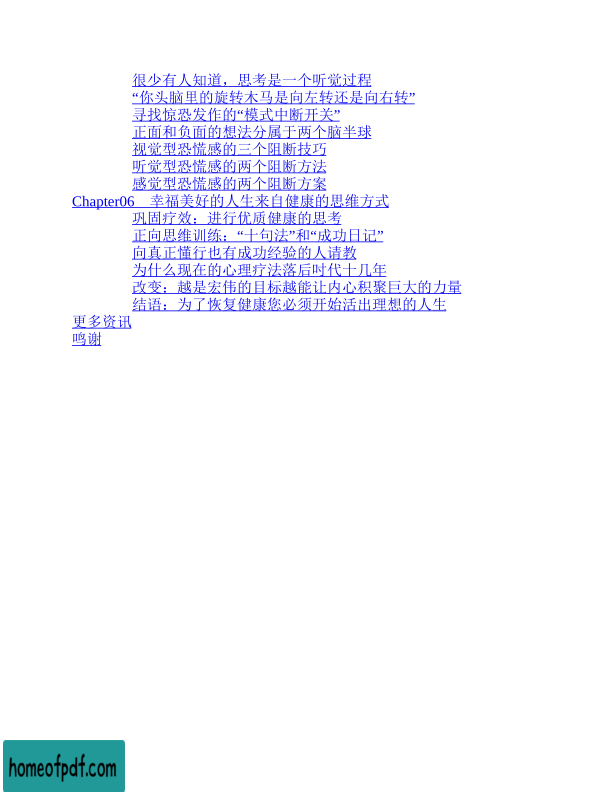 很少有人知道，思考是一个听觉过程
“你头脑里的旋转木马是向左转还是向右转”
寻找惊恐发作的“模式中断开关”
正面和负面的想法分属于两个脑半球
视觉型恐慌感的三个阻断技巧
听觉型恐慌感的两个阻断方法
感觉型恐慌感的两个阻断方案
Chapter06　幸福美好的人生来自健康的思维方式
巩固疗效：进行优质健康的思考
正向思维训练：“十句法”和“成功日记”
向真正懂行也有成功经验的人请教
为什么现在的心理疗法落后时代十几年
改变：越是宏伟的目标越能让内心积聚巨大的力量
结语：为了恢复健康您必须开始活出理想的人生
更多资讯
鸣谢
homeofpdf.com